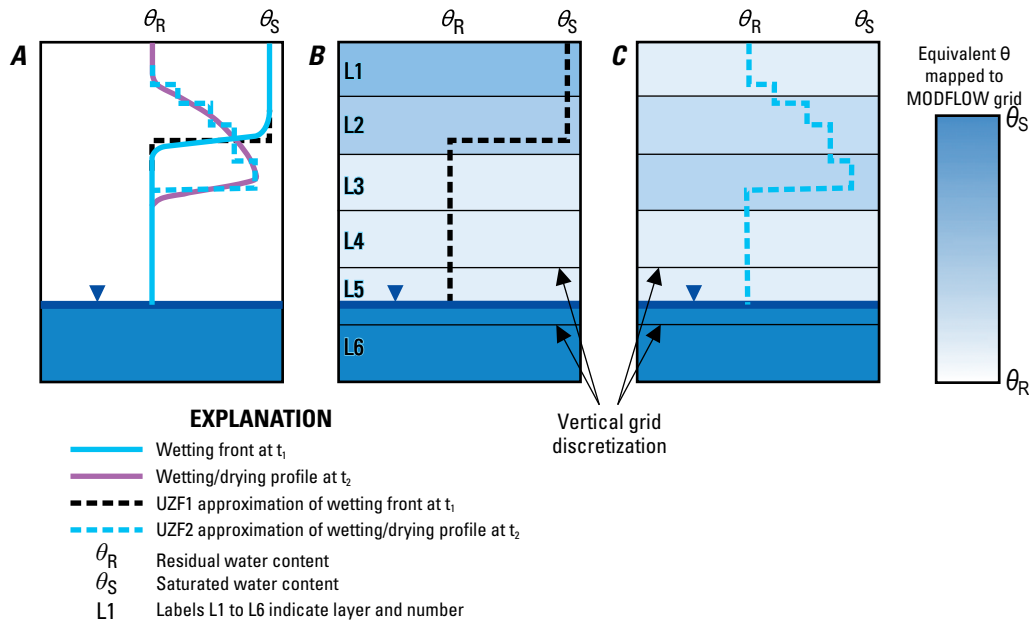 θR θS θR θS θR θS
A B C
L1
L2
L3
L4
L5
L6
Equivalent θ
mapped to
MODFLOW grid
θS
θR
Vertical grid
discretization
EXPLANATION
Wetting front at t1
Wetting/drying profile at t2
UZF1 approximation of wetting front at t1
UZF2 approximation of wetting/drying profile at t2
θR Residual water content
θS Saturated water content
L1 Labels L1 to L6 indicate layer and number